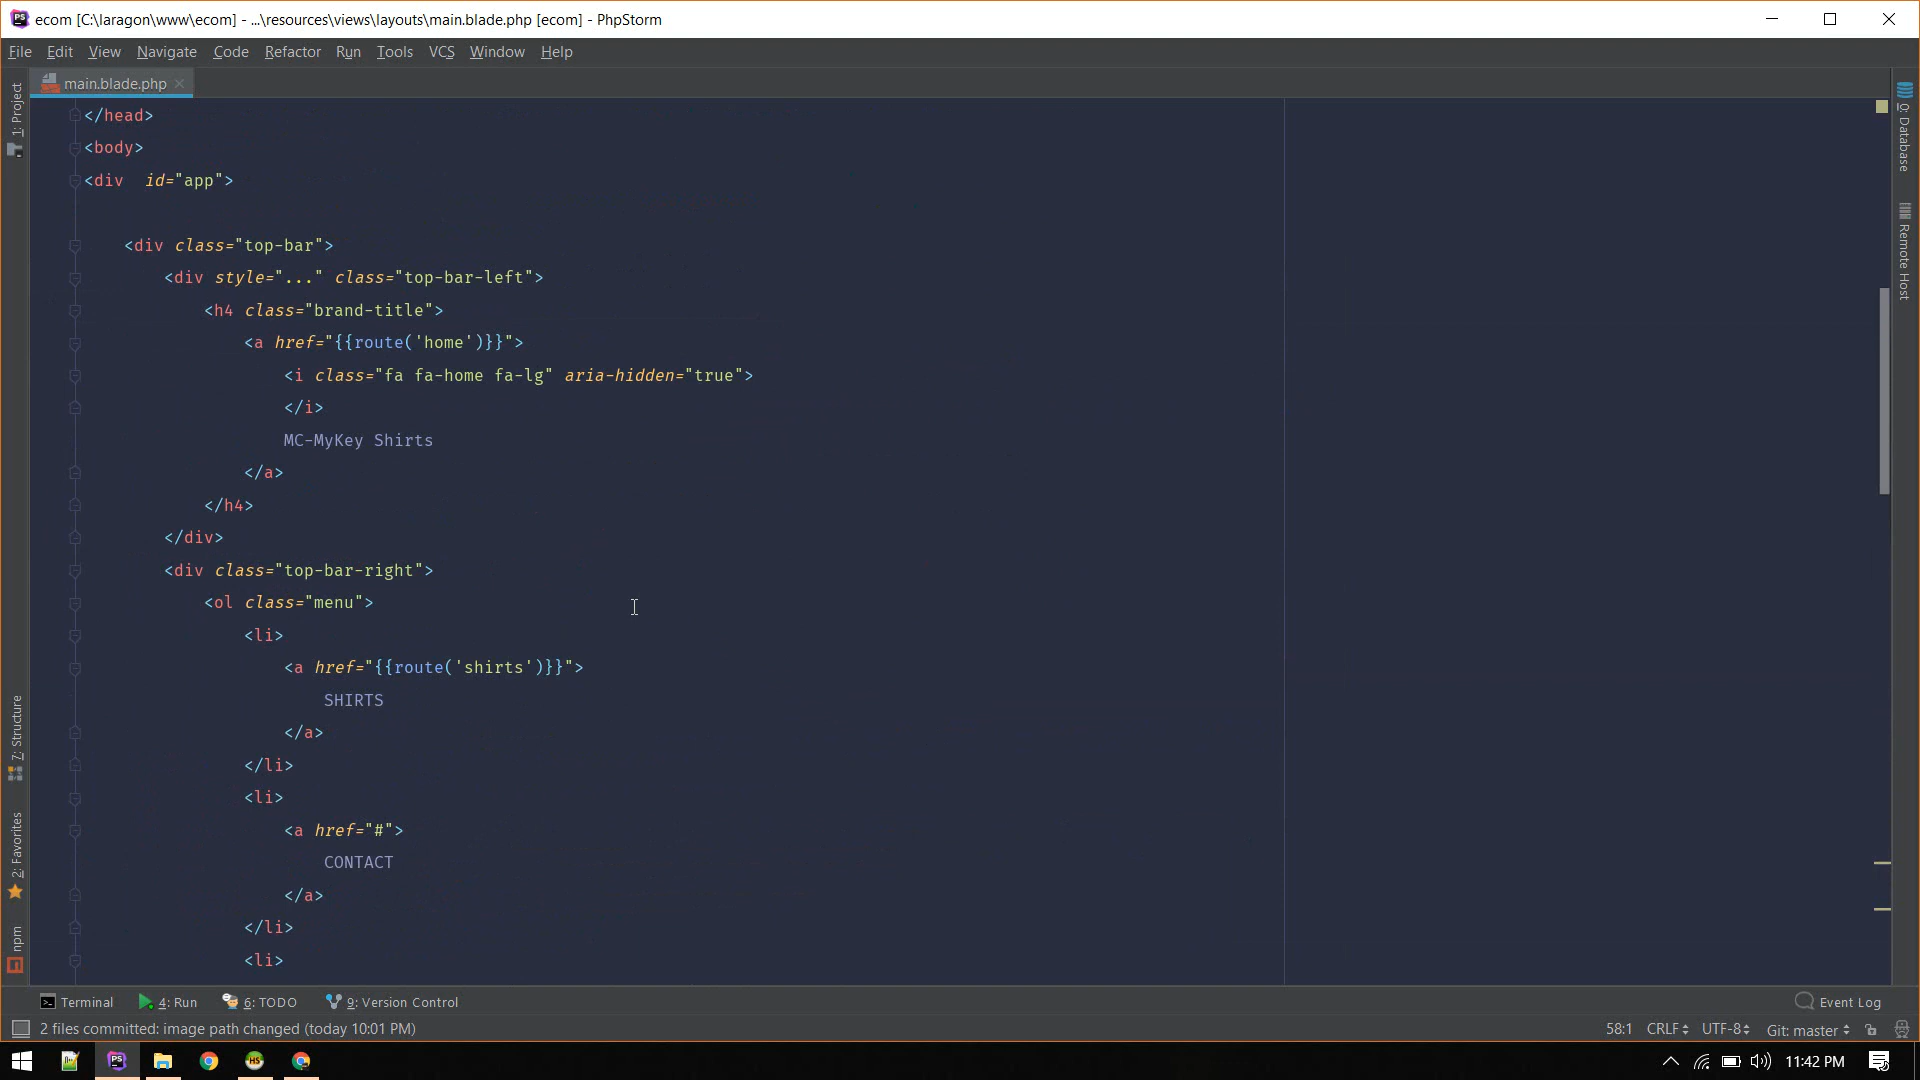 ecom [C:\laragon\www\ecom] - ...\resources\views\layouts\main.blade.php [ecom] - PhpStorm
File Edit View Navigate Code Refactor Run Tools VCS Window Help
main.blade.php
1: Project
7: Structure
2: Favorites
npm
</head>
<body>
<div  id="app">
<div class="top-bar">
<div style="..." class="top-bar-left">
<h4 class="brand-title">
<a href="{{route('home')}}">
<i class="fa fa-home fa-lg" aria-hidden="true">
</i>
MC-MyKey Shirts
</a>
</h4>
</div>
<div class="top-bar-right">
<ol class="menu">
<li>
<a href="{{route('shirts')}}">
SHIRTS
</a>
</li>
<li>
<a href="#">
CONTACT
</a>
</li>
<li>
0: Database
Remote Host
Terminal 4: Run 6: TODO 9: Version Control Event Log
2 files committed: image path changed (today 10:01 PM) 58:1 CRLF UTF-8 Git: master
PS HS 11:42 PM